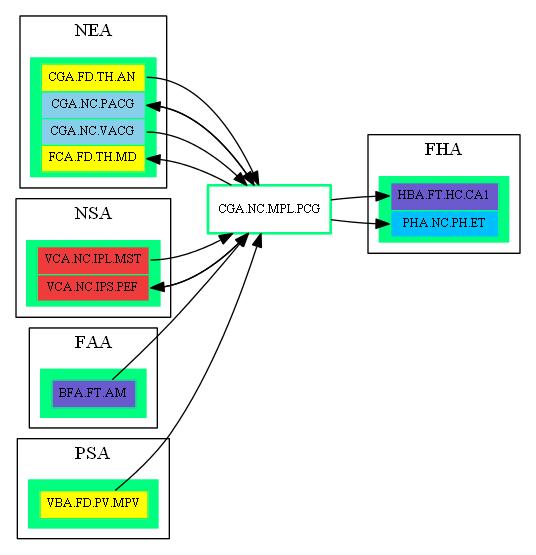 NEA
CGA.FD.TH.AN
CGA.NC.PACG
CGA.NC.VACG
FCA.FD.TH.MD
NSA
VCA.NC.IPL.MST
VCA.NC.IPS.PEF
FAA
BFA.FT.AM
PSA
VBA.FD.PV.MPV
CGA.NC.MPL.PCG
FHA
HBA.FT.HC.CA1
PHA.NC.PH.ET